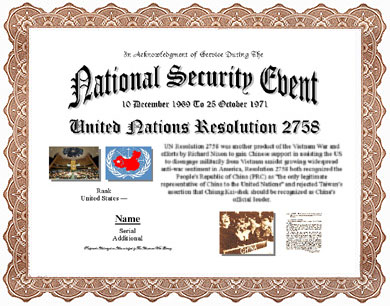 In Acknowledgment of Service During The
National Security Event
10 December 1969 To 25 October 1971
United Nations Resolution 2758
UN Resolution 2758 was another product of the Vietnam War and
efforts by Richard Nixon to gain Chinese support in assisting the US
to disengage militarily from Vietnam amidst growing widespread
anti-war sentiment in America. Resolution 2758 both recognized the
People's Republic of China (PRC) as "the only legitimate
representative of China to the United Nations" and rejected Taiwan's
assertion that Chiang Kai-shek should be recognized as China's
official leader.
Rank
United States —
Name
Serial
Additional